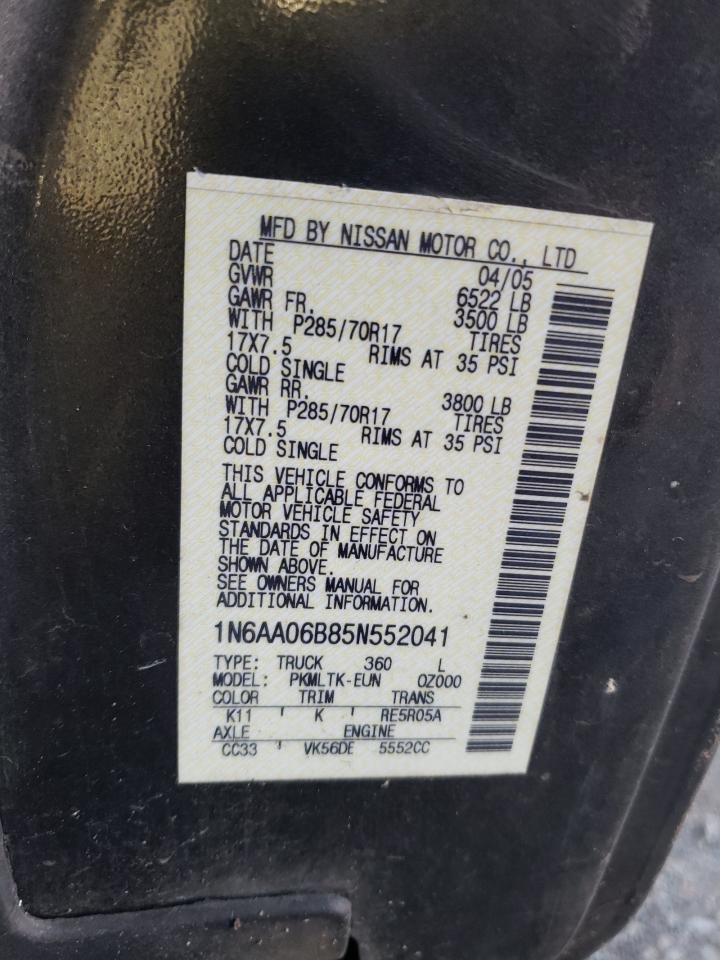 MFD BY NISSAN MOTOR CO., LTD
DATE 04/05
GVWR 6522 LB
GAWR FR. 3500 LB
WITH P285/70R17 TIRES
17X7.5 RIMS AT 35 PSI
COLD SINGLE
GAWR RR. 3800 LB
WITH P285/70R17 TIRES
17X7.5 RIMS AT 35 PSI
COLD SINGLE
THIS VEHICLE CONFORMS TO
ALL APPLICABLE FEDERAL
MOTOR VEHICLE SAFETY
STANDARDS IN EFFECT ON
THE DATE OF MANUFACTURE
SHOWN ABOVE.
SEE OWNERS MANUAL FOR
ADDITIONAL INFORMATION.
1N6AA06B85N552041
TYPE: TRUCK 360 L
MODEL: PKMLTK-EUN 0Z000
COLOR TRIM TRANS
K11 ' K ' RE5R05A
AXLE ENGINE
CC33 ' VK56DE 5552CC